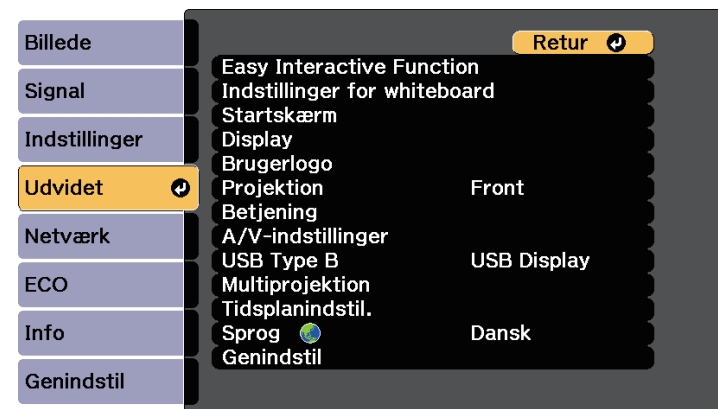 Billede
Signal
Indstillinger
Udvidet
Netværk
ECO
Info
Genindstil
Retur
Easy Interactive Function
Indstillinger for whiteboard
Startskærm
Display
Brugerlogo
Projektion Front
Betjening
A/V-indstillinger
USB Type B USB Display
Multiprojektion
Tidsplanindstil.
Sprog Dansk
Genindstil